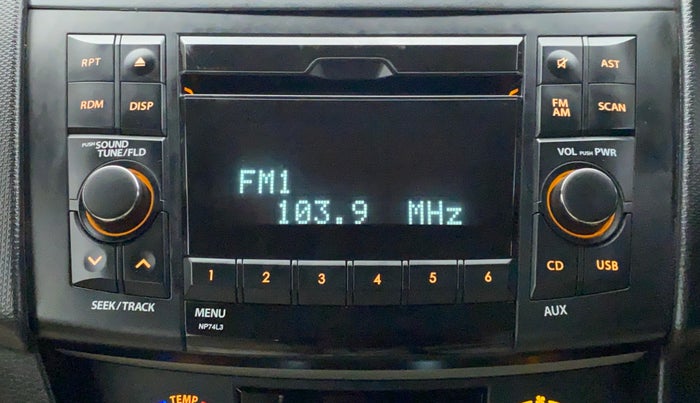 RPT
RDM DISP
PUSH SOUND
TUNE/FLD
SEEK/TRACK
FM1
103.9 MHz
1 2 3 4 5 6
MENU
NP74L3
AST
FM
AM
SCAN
VOL PUSH PWR
CD USB
AUX
TEMP